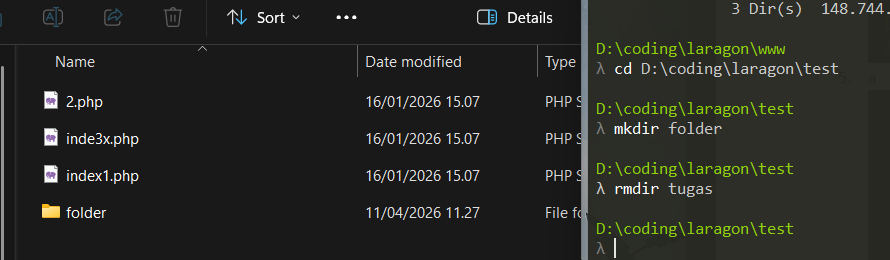 Sort
Details
Name Date modified Type
2.php 16/01/2026 15.07 PHP S
inde3x.php 16/01/2026 15.07 PHP S
index1.php 16/01/2026 15.07 PHP S
folder 11/04/2026 11.27 File fo
3 Dir(s) 148.744.
D:\coding\laragon\www
λ cd D:\coding\laragon\test
D:\coding\laragon\test
λ mkdir folder
D:\coding\laragon\test
λ rmdir tugas
D:\coding\laragon\test
λ